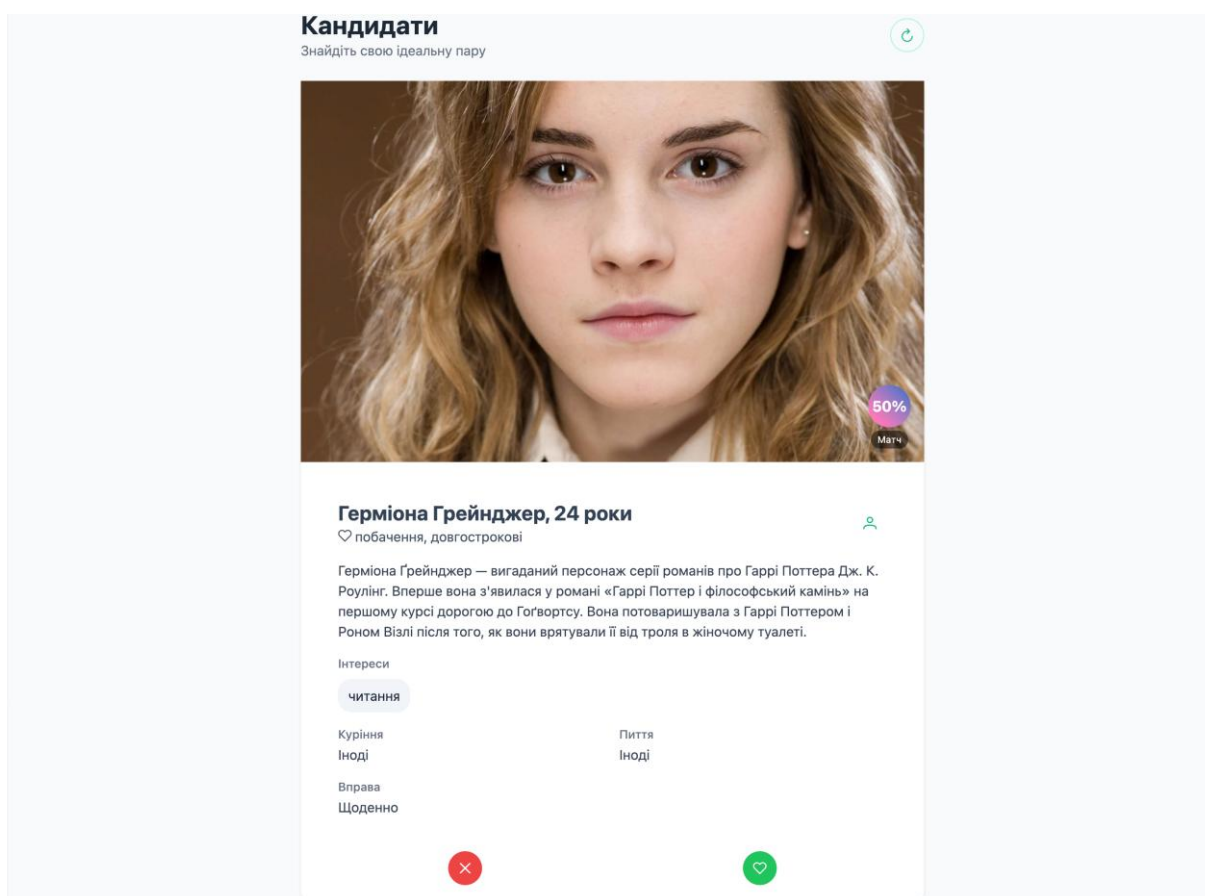 Кандидати
Знайдіть свою ідеальну пару
50%
Матч
Герміона Грейнджер, 24 роки
побачення, довгострокові
Герміона Ґрейнджер — вигаданий персонаж серії романів про Гаррі Поттера Дж. К.
Роулінг. Вперше вона з'явилася у романі «Гаррі Поттер і філософський камінь» на
першому курсі дорогою до Гоґвортсу. Вона потоваришувала з Гаррі Поттером і
Роном Візлі після того, як вони врятували її від троля в жіночому туалеті.
Інтереси
читання
Куріння
Пиття
Іноді
Іноді
Вправа
Щоденно